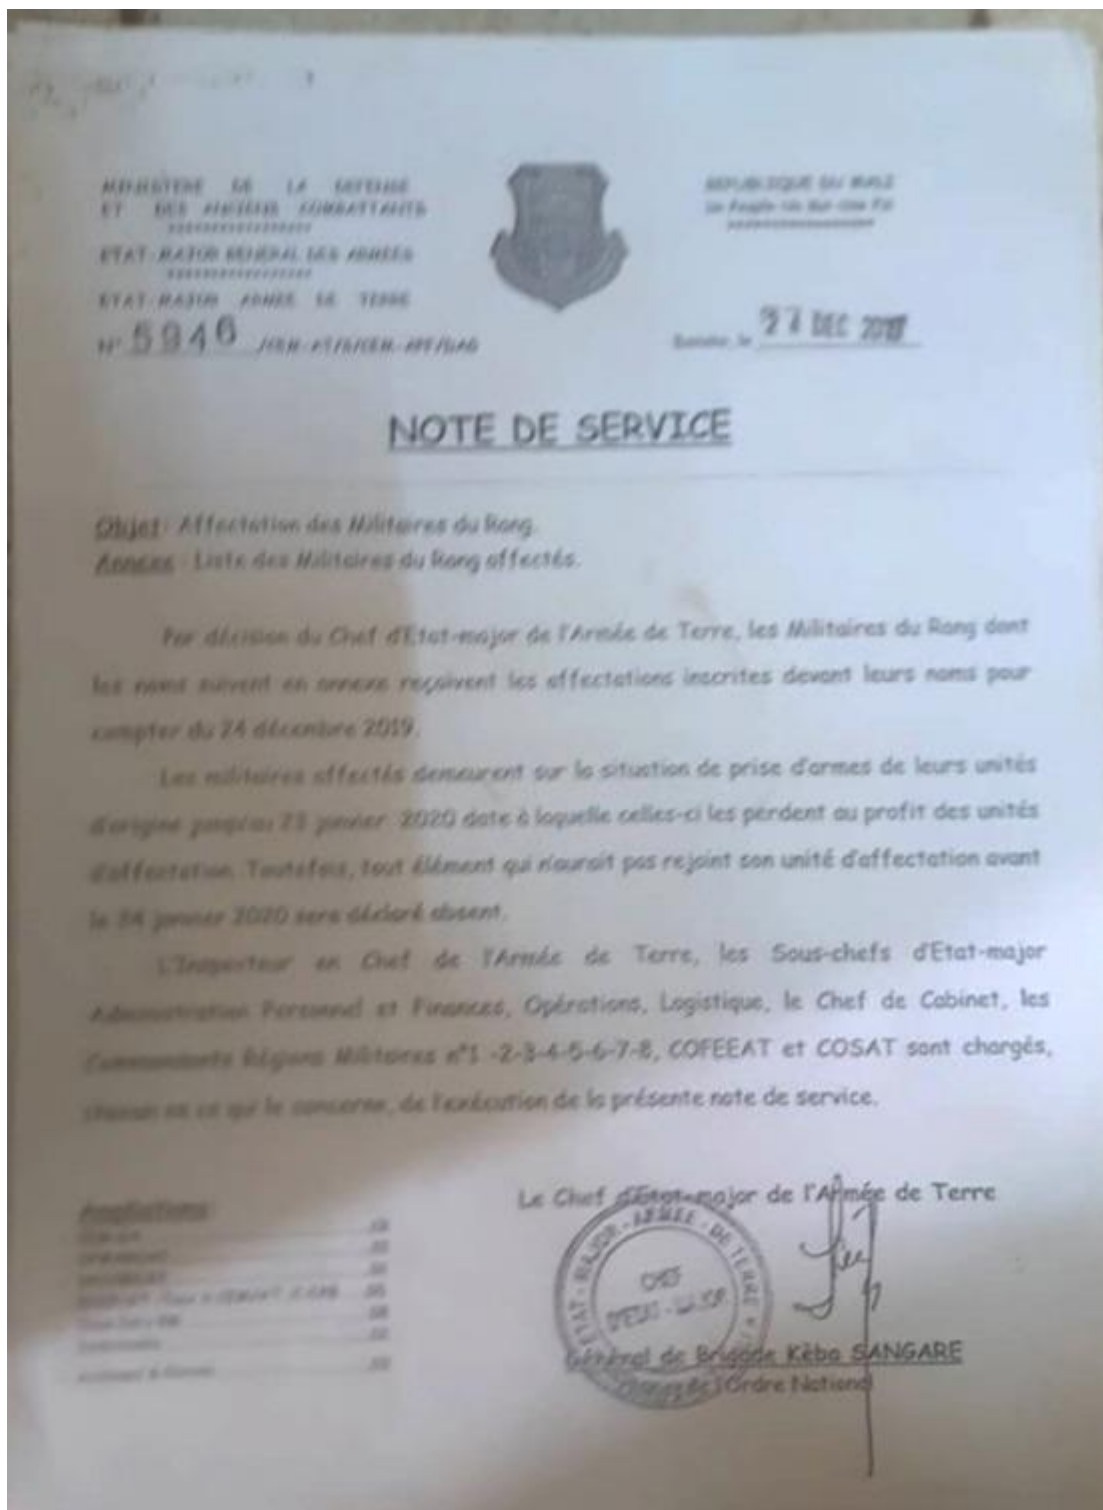 MINISTERE DE LA DEFENSE
ET DES ANCIENS COMBATTANTS
*****************
ETAT-MAJOR GENERAL DES ARMEES
*****************
ETAT-MAJOR ARMEE DE TERRE
N° 5946
REPUBLIQUE DU MALI
Un Peuple-Un But-Une Foi
*****************
Bamako, le DEC
NOTE DE SERVICE
Objet : Affectation des Militaires du Rang.
Annexe : Liste des Militaires du Rang affectés.
Par décision du Chef d'Etat-major de l'Armée de Terre, les Militaires du Rang dont
les noms suivent en annexe reçoivent les affectations inscrites devant leurs noms pour
compter du 24 décembre 2019.
Les militaires affectés demeurent sur la situation de prise d'armes de leurs unités
d'origine jusqu'au 23 janvier 2020 date à laquelle celles-ci les perdent au profit des unités
d'affectation. Toutefois, tout élément qui n'aurait pas rejoint son unité d'affectation avant
le 24 janvier 2020 sera déclaré absent.
L'Inspecteur en Chef de l'Armée de Terre, les Sous-chefs d'Etat-major
Administration Personnel et Finances, Opérations, Logistique, le Chef de Cabinet, les
Commandants Régions Militaires n°1 -2-3-4-5-6-7-8, COFEEAT et COSAT sont chargés,
chacun en ce qui le concerne, de l'exécution de la présente note de service.
Ampliations:
Le Chef d'Etat-major de l'Armée de Terre
ETAT-MAJOR - ARMEE - DE TERRE
CHEF
D'ETAT-MAJOR
Général de Brigade Kèba SANGARE
l'Ordre National